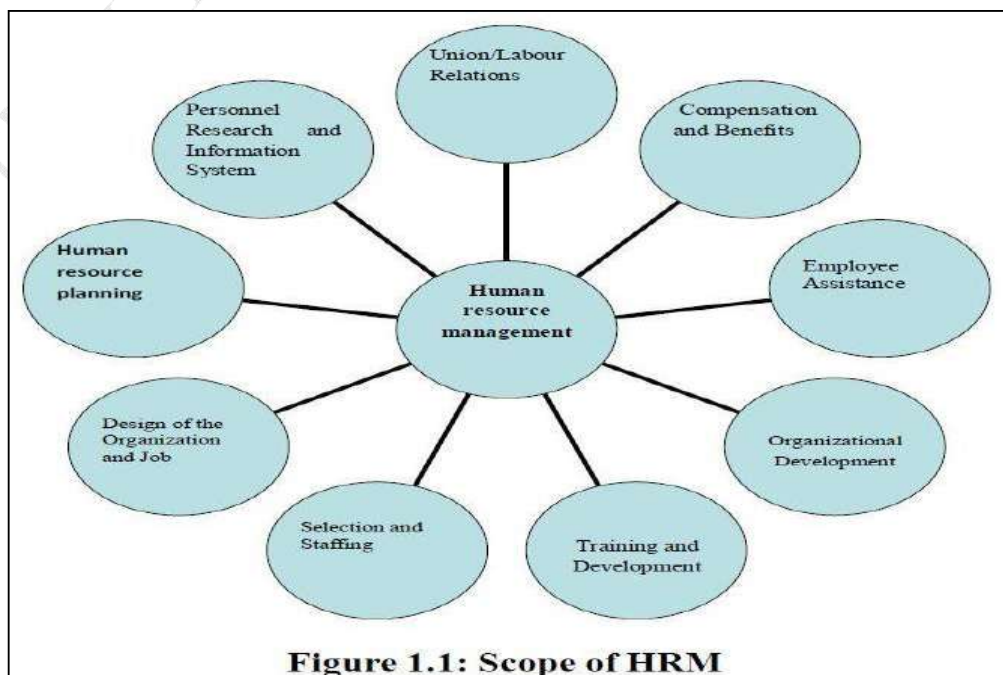 Union/Labour
Relations
Compensation
and Benefits
Employee
Assistance
Organizational
Development
Training and
Development
Selection and
Staffing
Design of the
Organization
and Job
Human
resource
planning
Personnel
Research and
Information
System
Human
resource
management
Figure 1.1: Scope of HRM